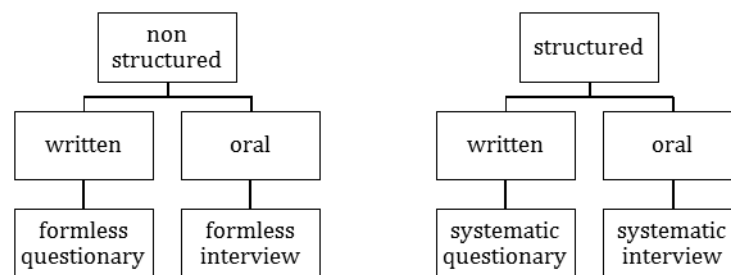 non
structured
structured
written
oral
written
oral
formless
questionary
formless
interview
systematic
questionary
systematic
interview